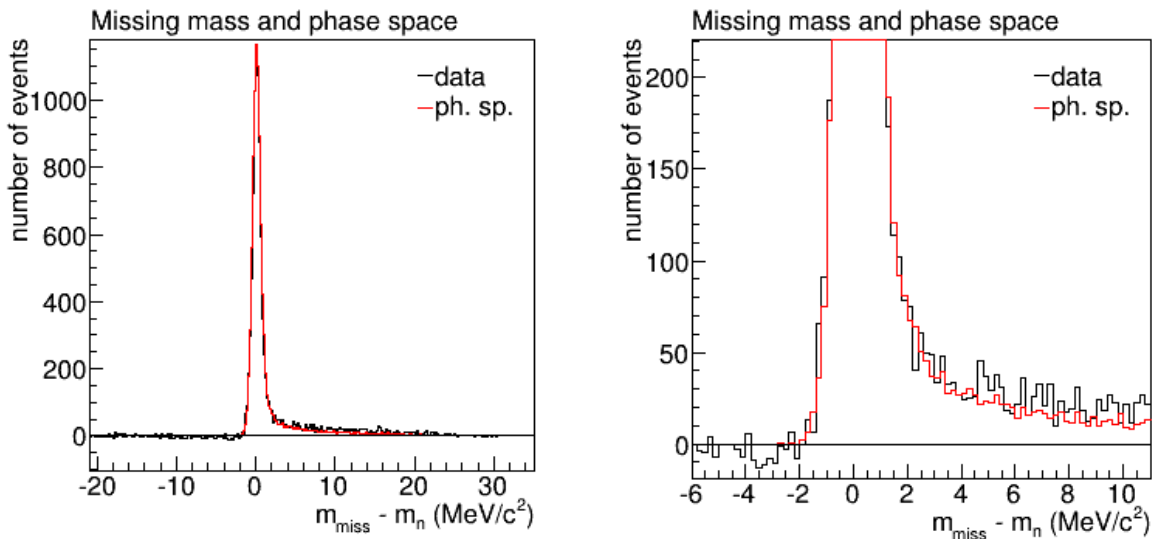 Missing mass and phase space
number of events
1000
800
600
400
200
0
data
ph. sp.
-20 -10 0 10 20 30
m_miss - m_n (MeV/c²)
Missing mass and phase space
number of events
200
150
100
50
0
data
ph. sp.
-6 -4 -2 0 2 4 6 8 10
m_miss - m_n (MeV/c²)